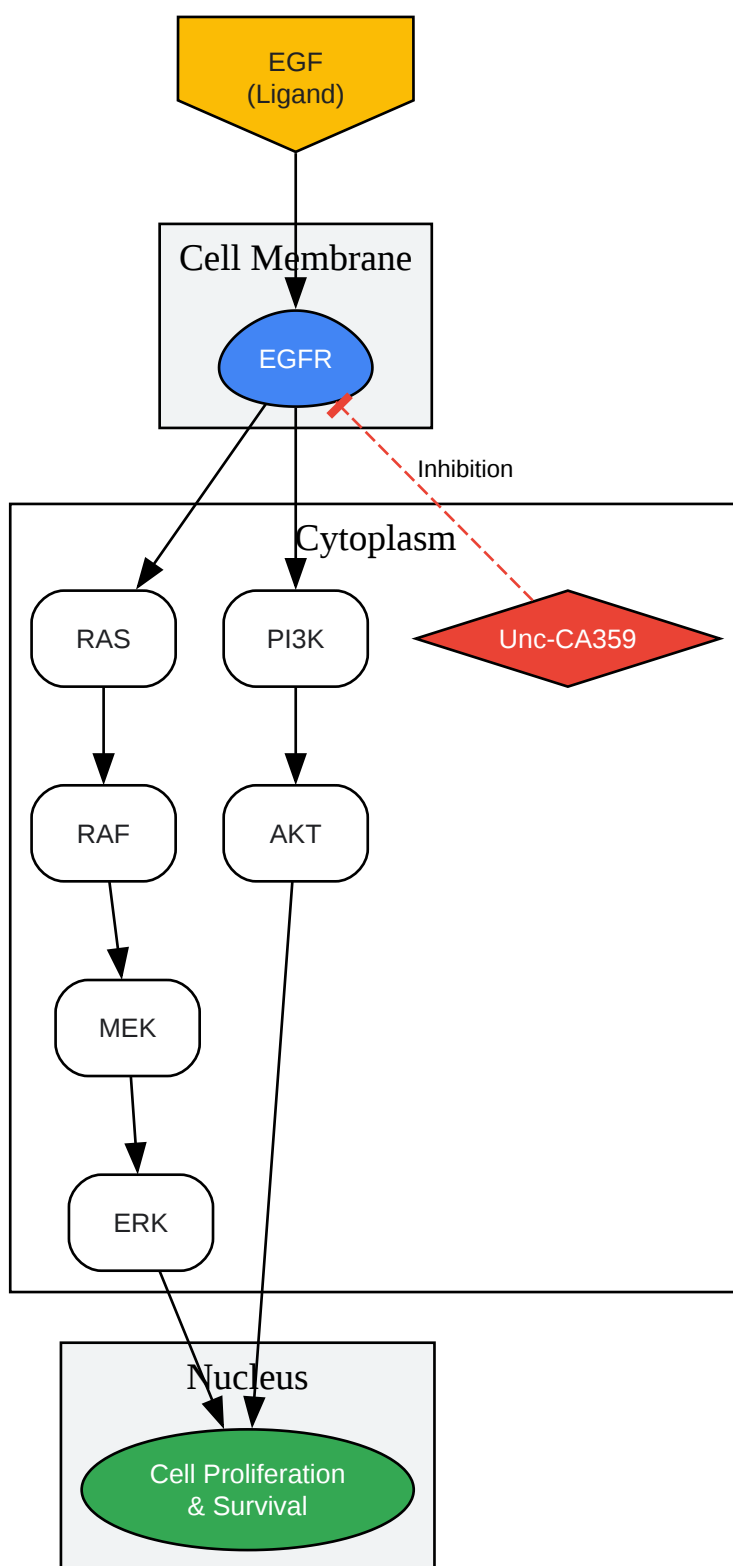 EGF
(Ligand)
Cell Membrane
EGFR
Inhibition
Cytoplasm
RAS
PI3K
Unc-CA359
RAF
AKT
MEK
ERK
Nucleus
Cell Proliferation
& Survival